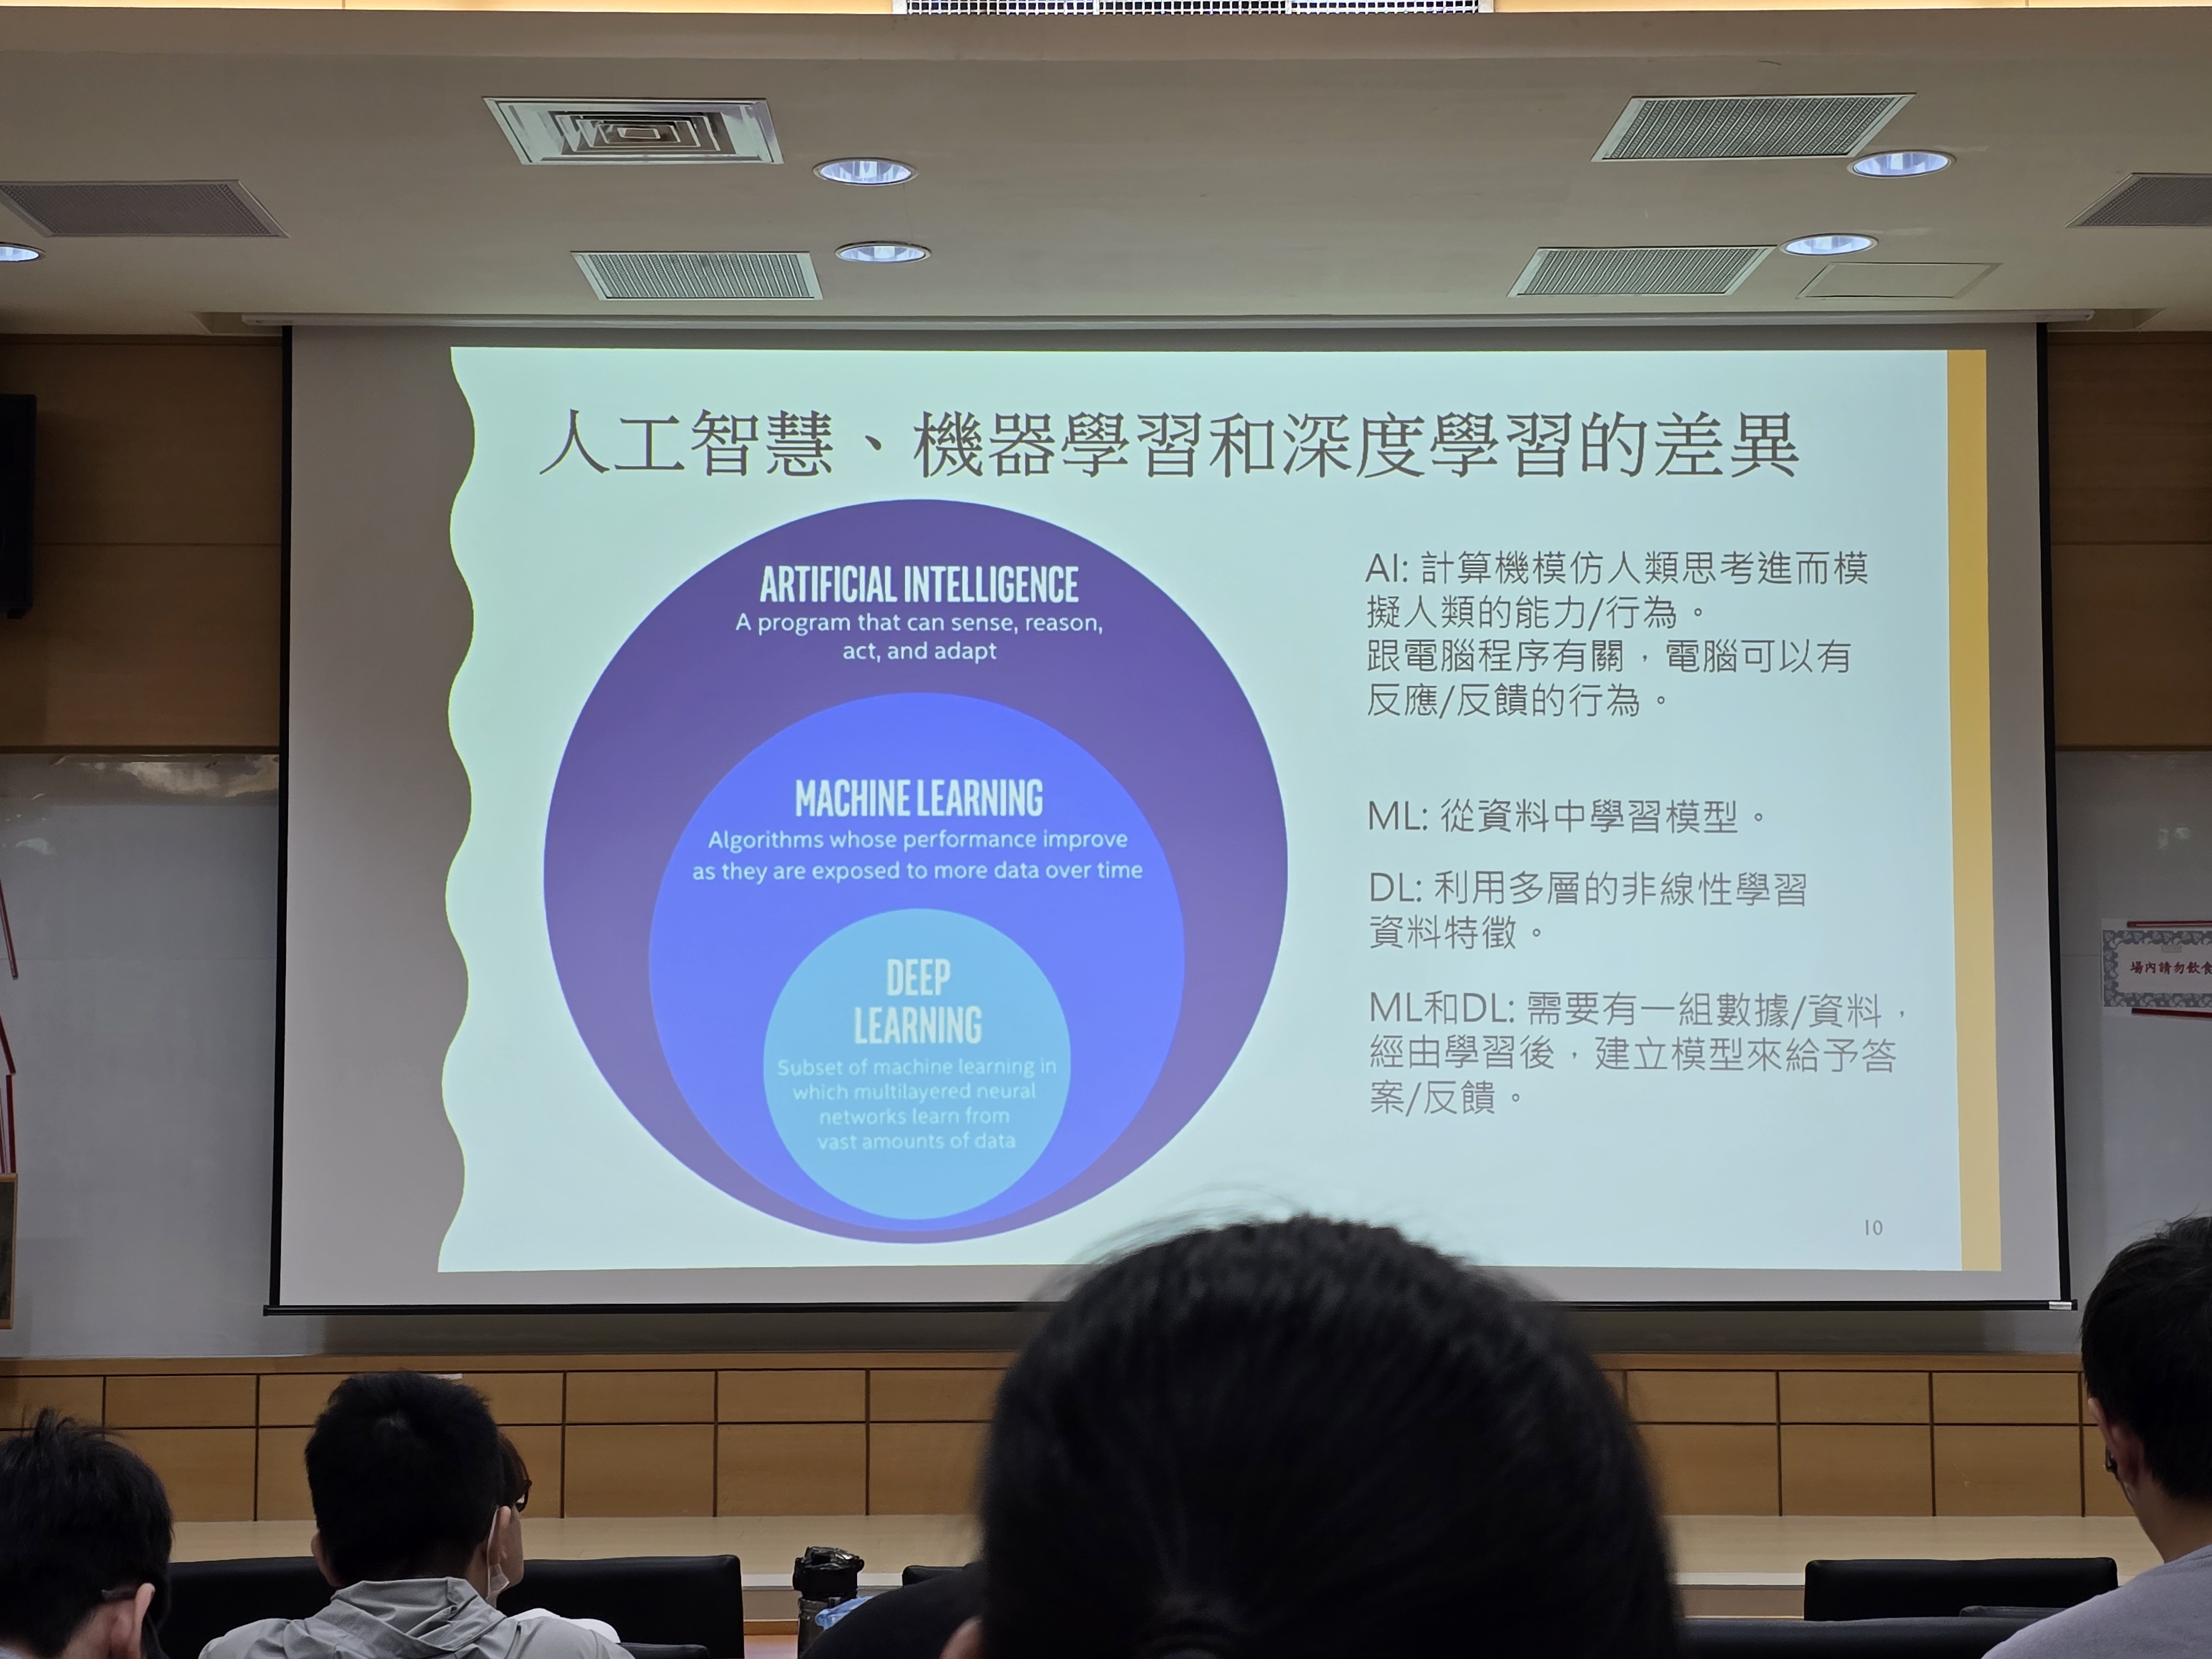 人工智慧、機器學習和深度學習的差異
ARTIFICIAL INTELLIGENCE
A program that can sense, reason,
act, and adapt
MACHINE LEARNING
Algorithms whose performance improve
as they are exposed to more data over time
DEEP
LEARNING
Subset of machine learning in
which multilayered neural
networks learn from
vast amounts of data
AI: 計算機模仿人類思考進而模
擬人類的能力/行為。
跟電腦程序有關，電腦可以有
反應/反饋的行為。
ML: 從資料中學習模型。
DL: 利用多層的非線性學習
資料特徵。
ML和DL: 需要有一組數據/資料，
經由學習後，建立模型來給予答
案/反饋。
10
場內請勿飲食